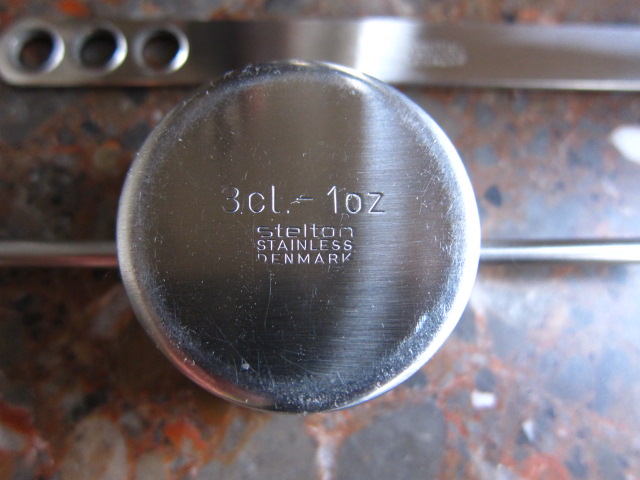 3cl.- 1oz
stelton
STAINLESS
DENMARK